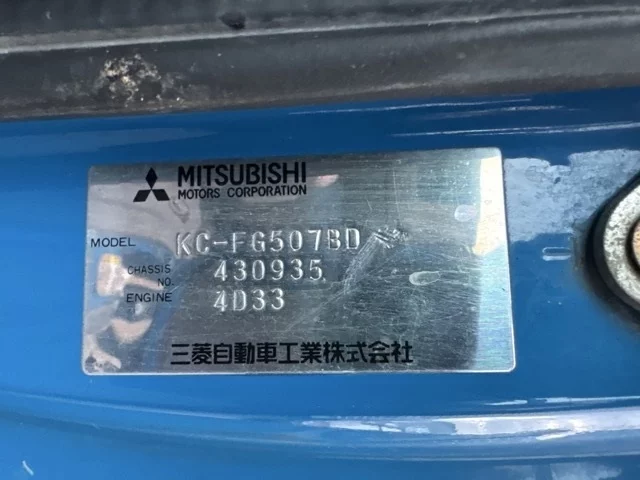 MITSUBISHI
MOTORS CORPORATION
MODEL KC-FG507BD
CHASSIS NO. 430935
ENGINE 4D33
三菱自動車工業株式会社